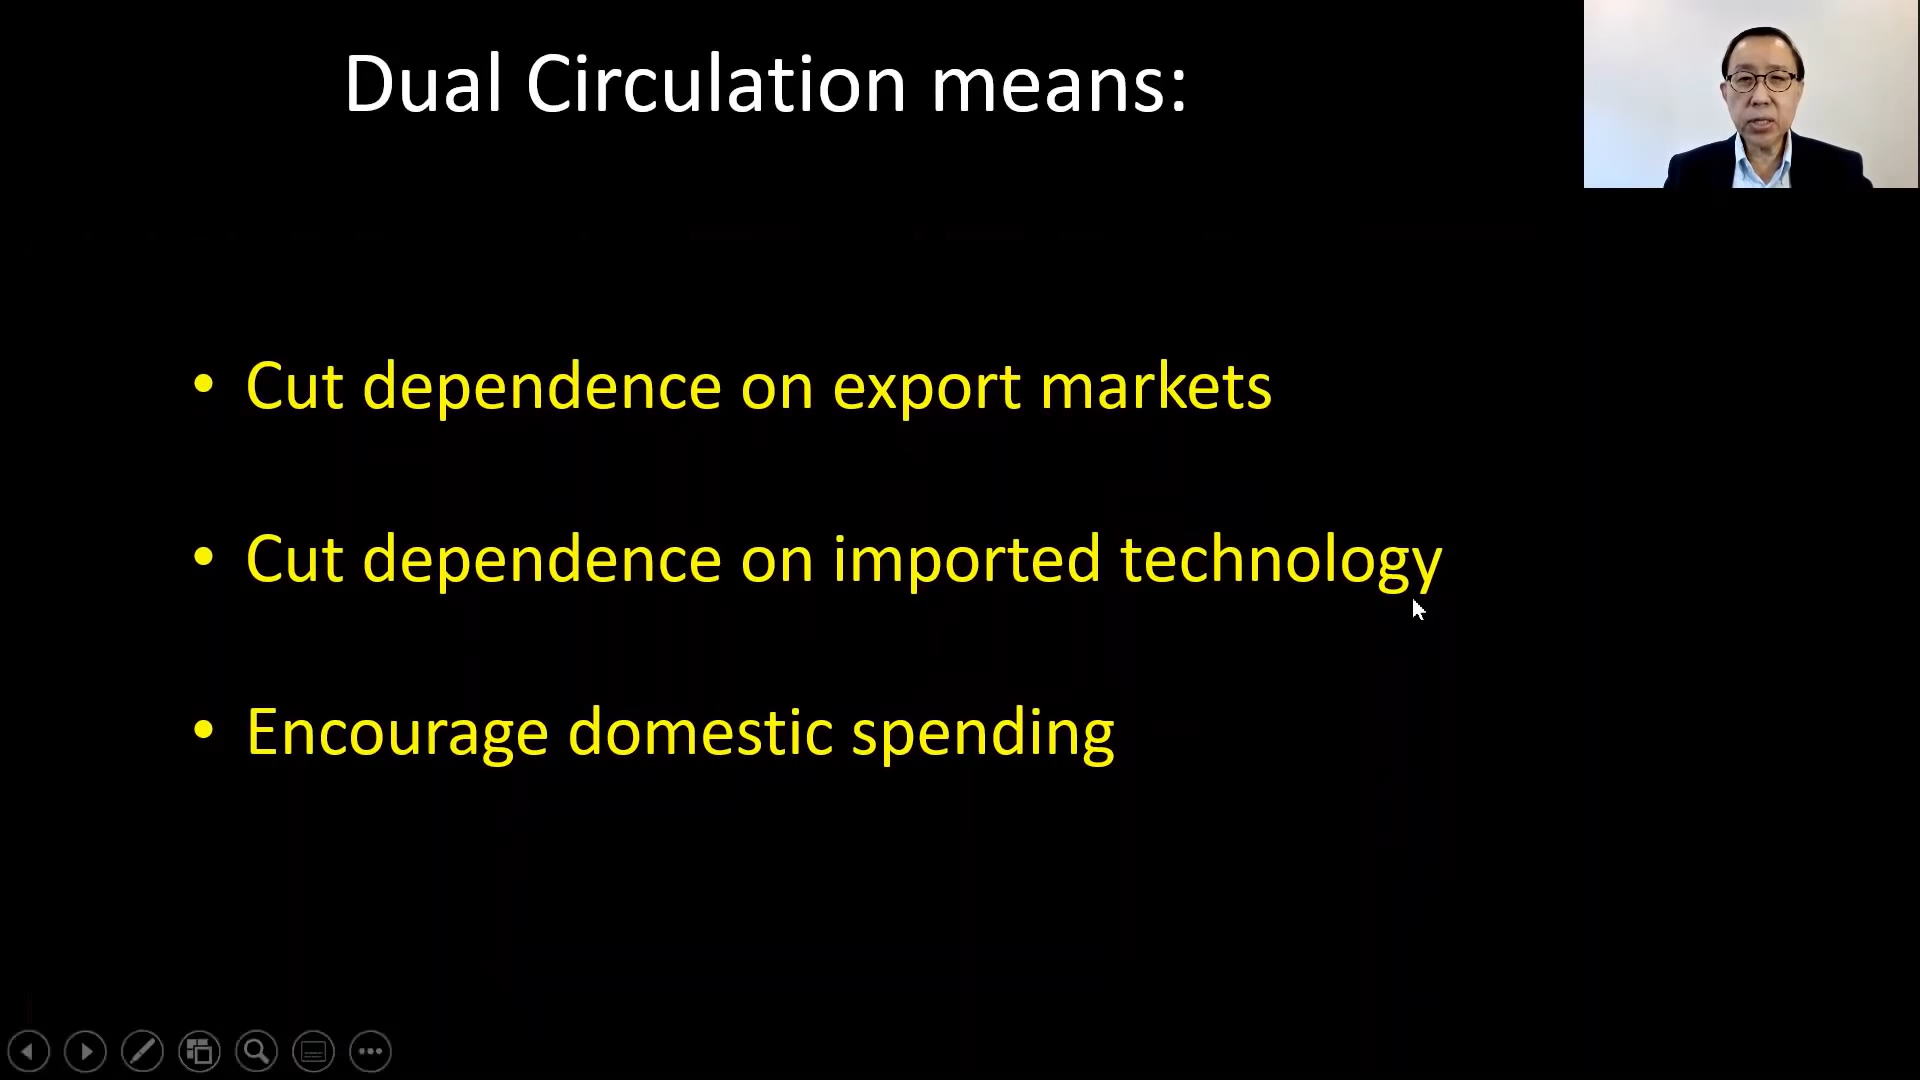 Dual Circulation means:
• Cut dependence on export markets
• Cut dependence on imported technology
• Encourage domestic spending